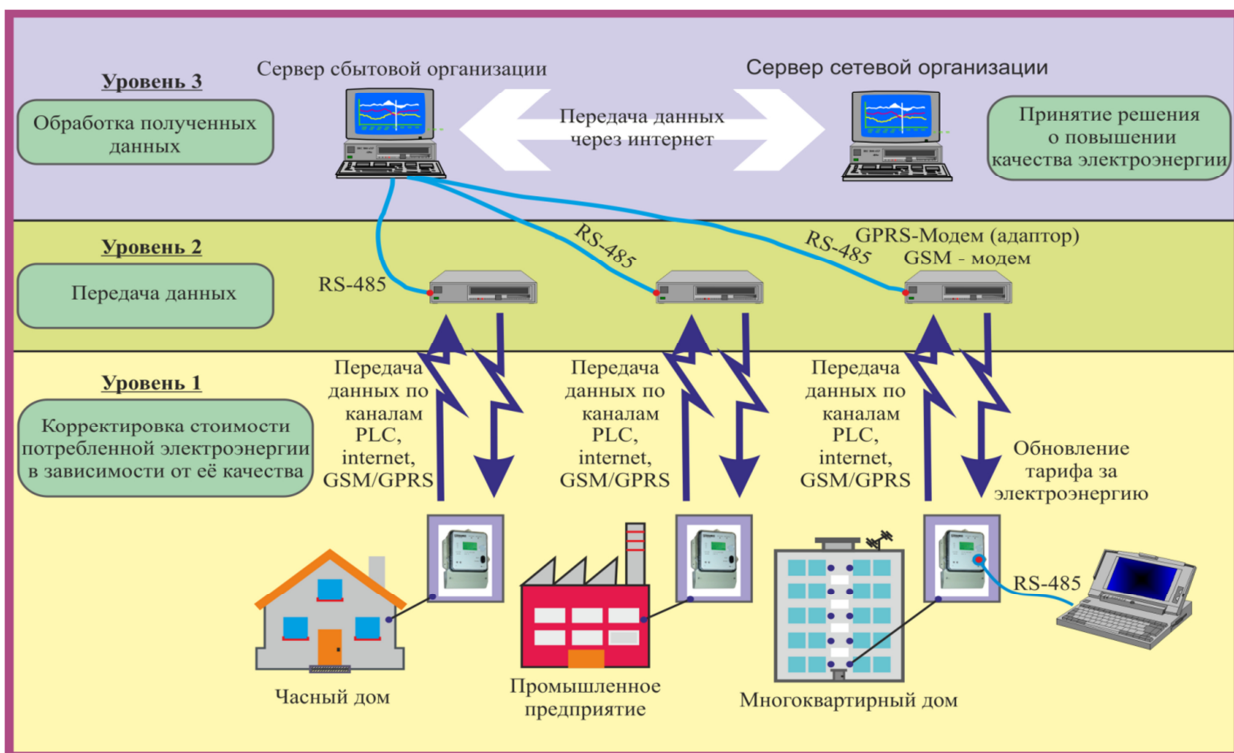 Уровень 3
Обработка полученных
данных
Сервер сбытовой организации
Передача данных
через интернет
Сервер сетевой организации
Принятие решения
о повышении
качества электроэнергии
Уровень 2
Передача данных
RS-485
RS-485
RS-485
GPRS-Модем (адаптор)
GSM - модем
Уровень 1
Корректировка стоимости
потребленной электроэнергии
в зависимости от её качества
Передача
данных по
каналам
PLC,
internet,
GSM/GPRS
Передача
данных по
каналам
PLC,
internet,
GSM/GPRS
Передача
данных по
каналам
PLC,
internet,
GSM/GPRS
Обновление
тарифа за
электроэнергию
RS-485
Часный дом
Промышленное
предприятие
Многоквартирный дом